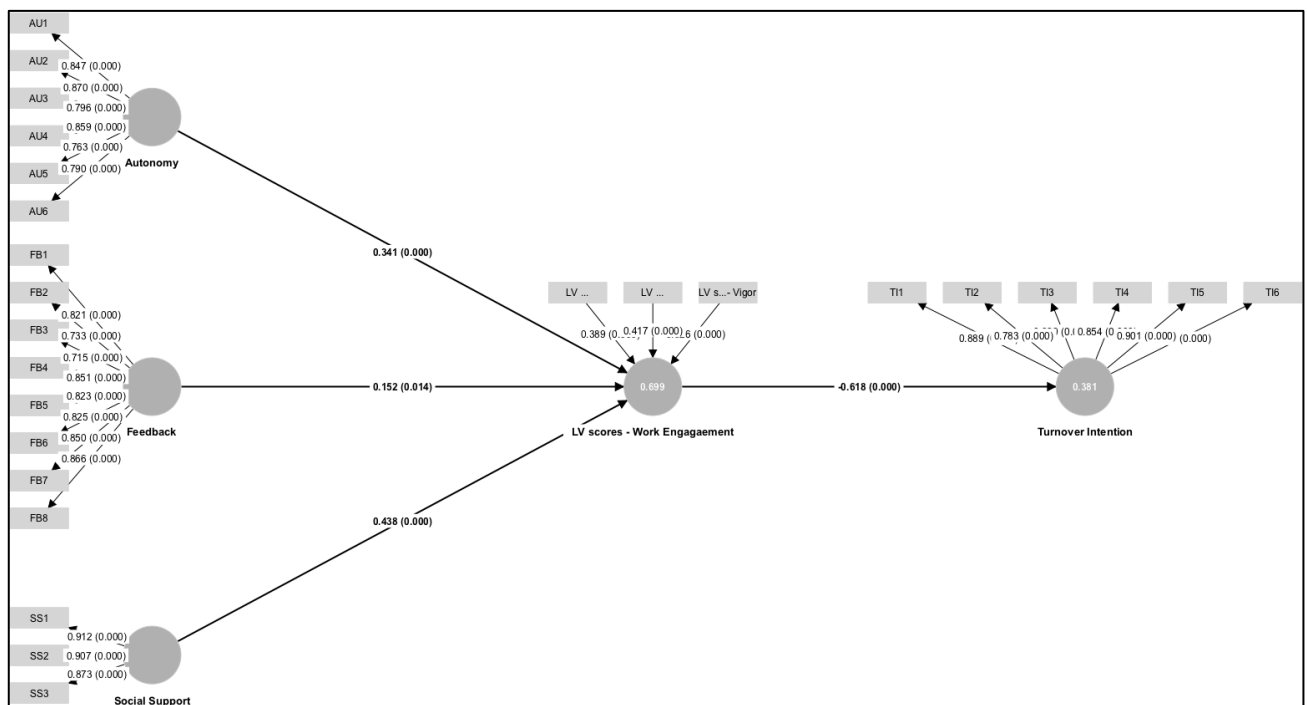 AU1
AU2
AU3
AU4
AU5
AU6
0.847 (0.000)
0.870 (0.000)
0.796 (0.000)
0.859 (0.000)
0.763 (0.000)
0.790 (0.000)
Autonomy
0.341 (0.000)
FB1
FB2
FB3
FB4
FB5
FB6
FB7
FB8
0.821 (0.000)
0.733 (0.000)
0.715 (0.000)
0.851 (0.000)
0.823 (0.000)
0.825 (0.000)
0.850 (0.000)
0.866 (0.000)
Feedback
0.152 (0.014)
LV ...
LV ...
LV s...- Vigor
0.389
0.417 (0.000)
(0.000)
0.699
LV scores - Work Engagaement
-0.618 (0.000)
TI1
TI2
TI3
TI4
TI5
TI6
0.889
0.783 (0.000)
0.854
0.901 (0.000)
(0.000)
0.381
Turnover Intention
0.438 (0.000)
SS1
SS2
SS3
0.912 (0.000)
0.907 (0.000)
0.873 (0.000)
Social Support